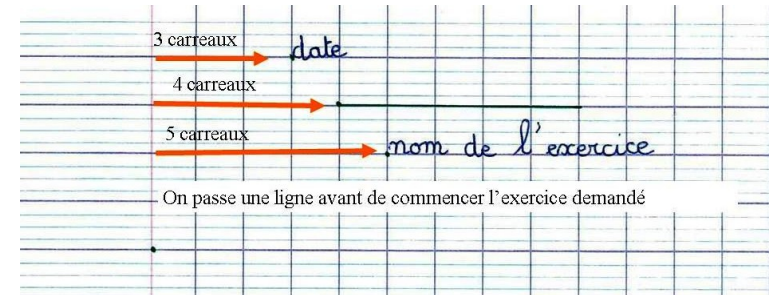 3 carreaux
date
4 carreaux
5 carreaux
nom de l'exercice
On passe une ligne avant de commencer l'exercice demandé